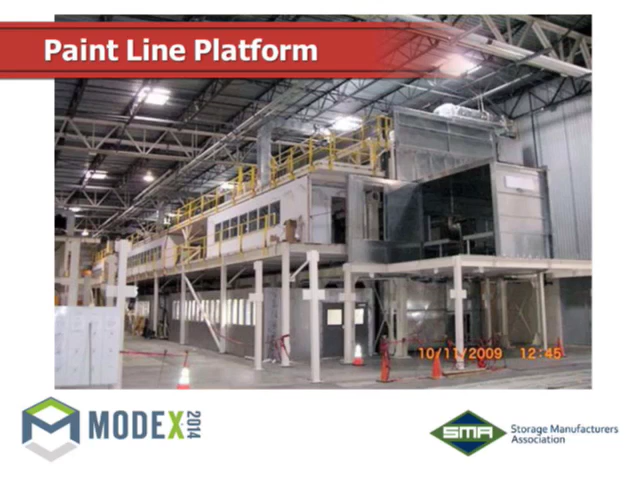 Paint Line Platform
10/11/2009 12:45
MODEX 2014
SMA Storage Manufacturers
Association